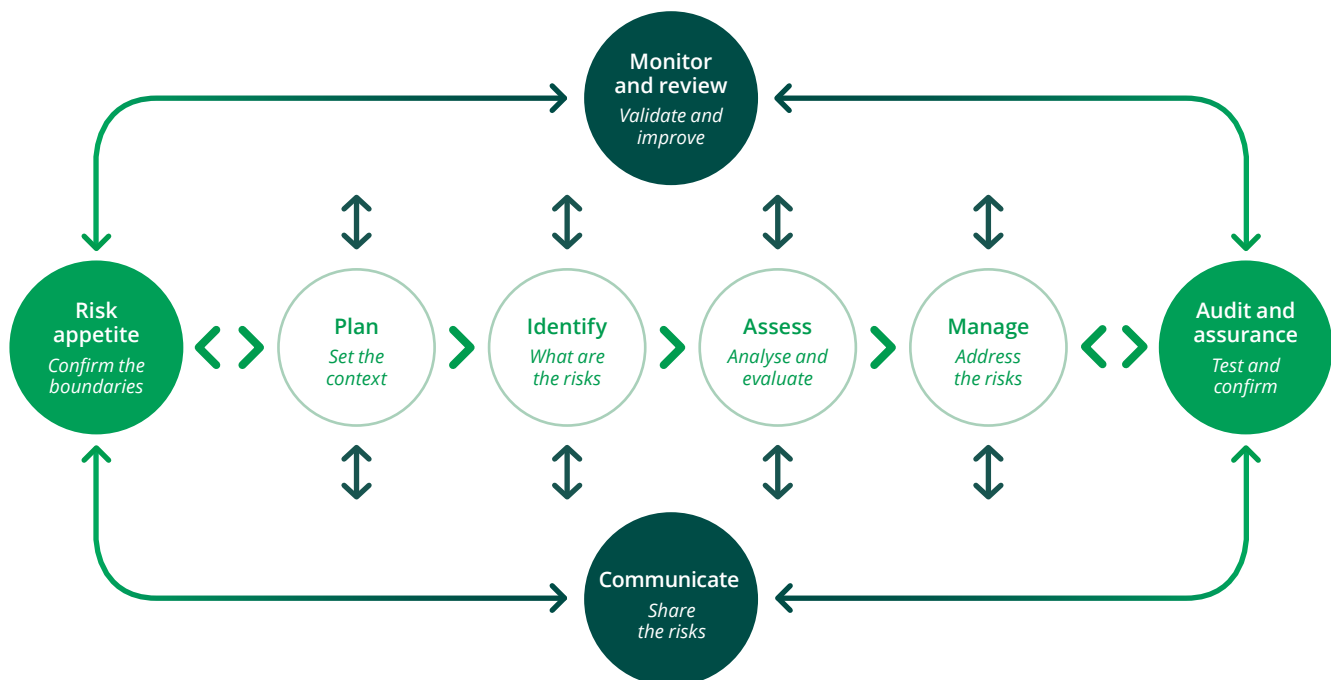 Monitor
and review
Validate and
improve
Risk
appetite
Confirm the
boundaries
Plan
Set the
context
Identify
What are
the risks
Assess
Analyse and
evaluate
Manage
Address
the risks
Audit and
assurance
Test and
confirm
Communicate
Share
the risks